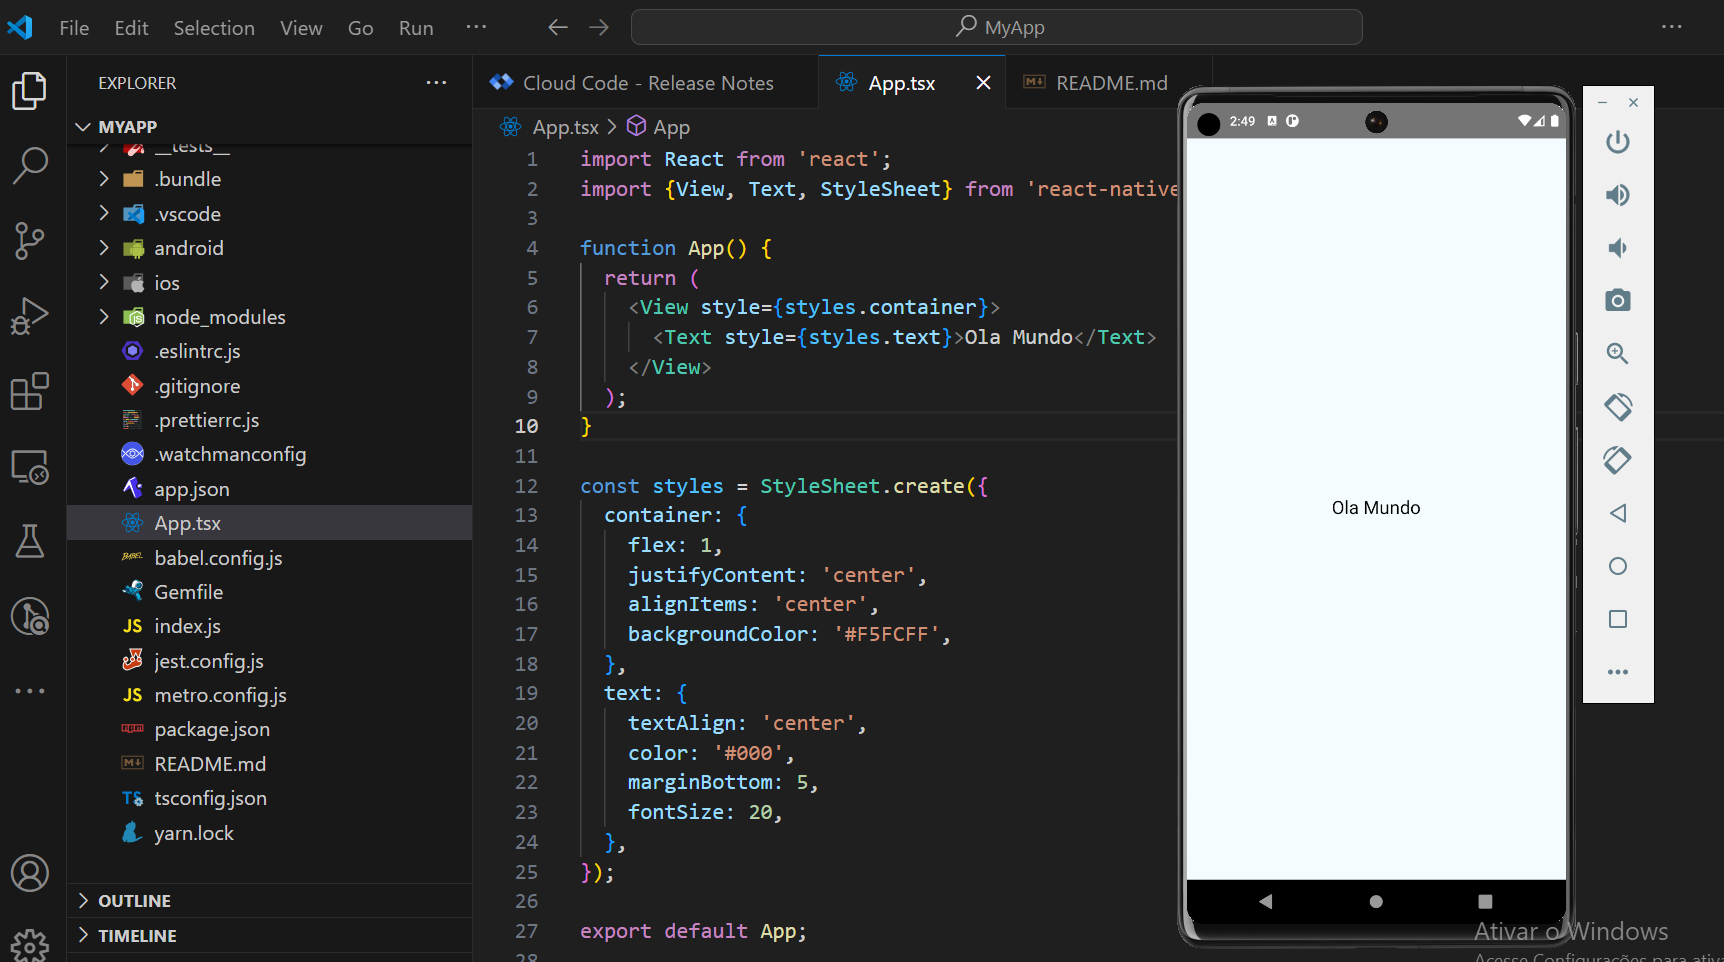 File Edit Selection View Go Run ··· MyApp ···
EXPLORER ···
Cloud Code - Release Notes App.tsx README.md
MYAPP
__tests__
.bundle
.vscode
android
ios
node_modules
.eslintrc.js
.gitignore
.prettierrc.js
.watchmanconfig
app.json
App.tsx
BABEL babel.config.js
Gemfile
JS index.js
jest.config.js
JS metro.config.js
npm package.json
M↓ README.md
TS tsconfig.json
yarn.lock
OUTLINE
TIMELINE
App.tsx > App
1 import React from 'react';
2 import {View, Text, StyleSheet} from 'react-native
3
4 function App() {
5 return (
6 <View style={styles.container}>
7 <Text style={styles.text}>Ola Mundo</Text>
8 </View>
9 );
10 }
11
12 const styles = StyleSheet.create({
13 container: {
14 flex: 1,
15 justifyContent: 'center',
16 alignItems: 'center',
17 backgroundColor: '#F5FCFF',
18 },
19 text: {
20 textAlign: 'center',
21 color: '#000',
22 marginBottom: 5,
23 fontSize: 20,
24 },
25 });
26
27 export default App;
28
2:49
Ola Mundo
Ativar o Windows
Acesse Configurações para ativa